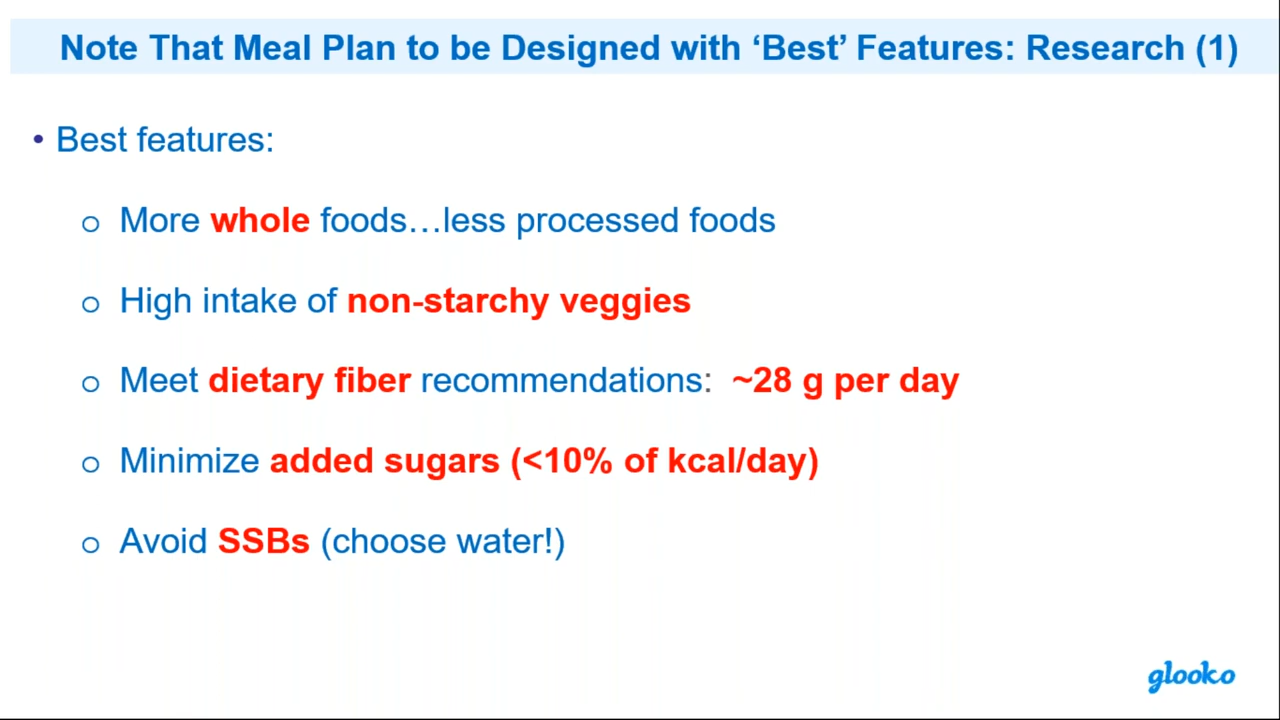 Note That Meal Plan to be Designed with ‘Best’ Features: Research (1)
• Best features:
o More whole foods…less processed foods
o High intake of non-starchy veggies
o Meet dietary fiber recommendations: ~28 g per day
o Minimize added sugars (<10% of kcal/day)
o Avoid SSBs (choose water!)
glooko